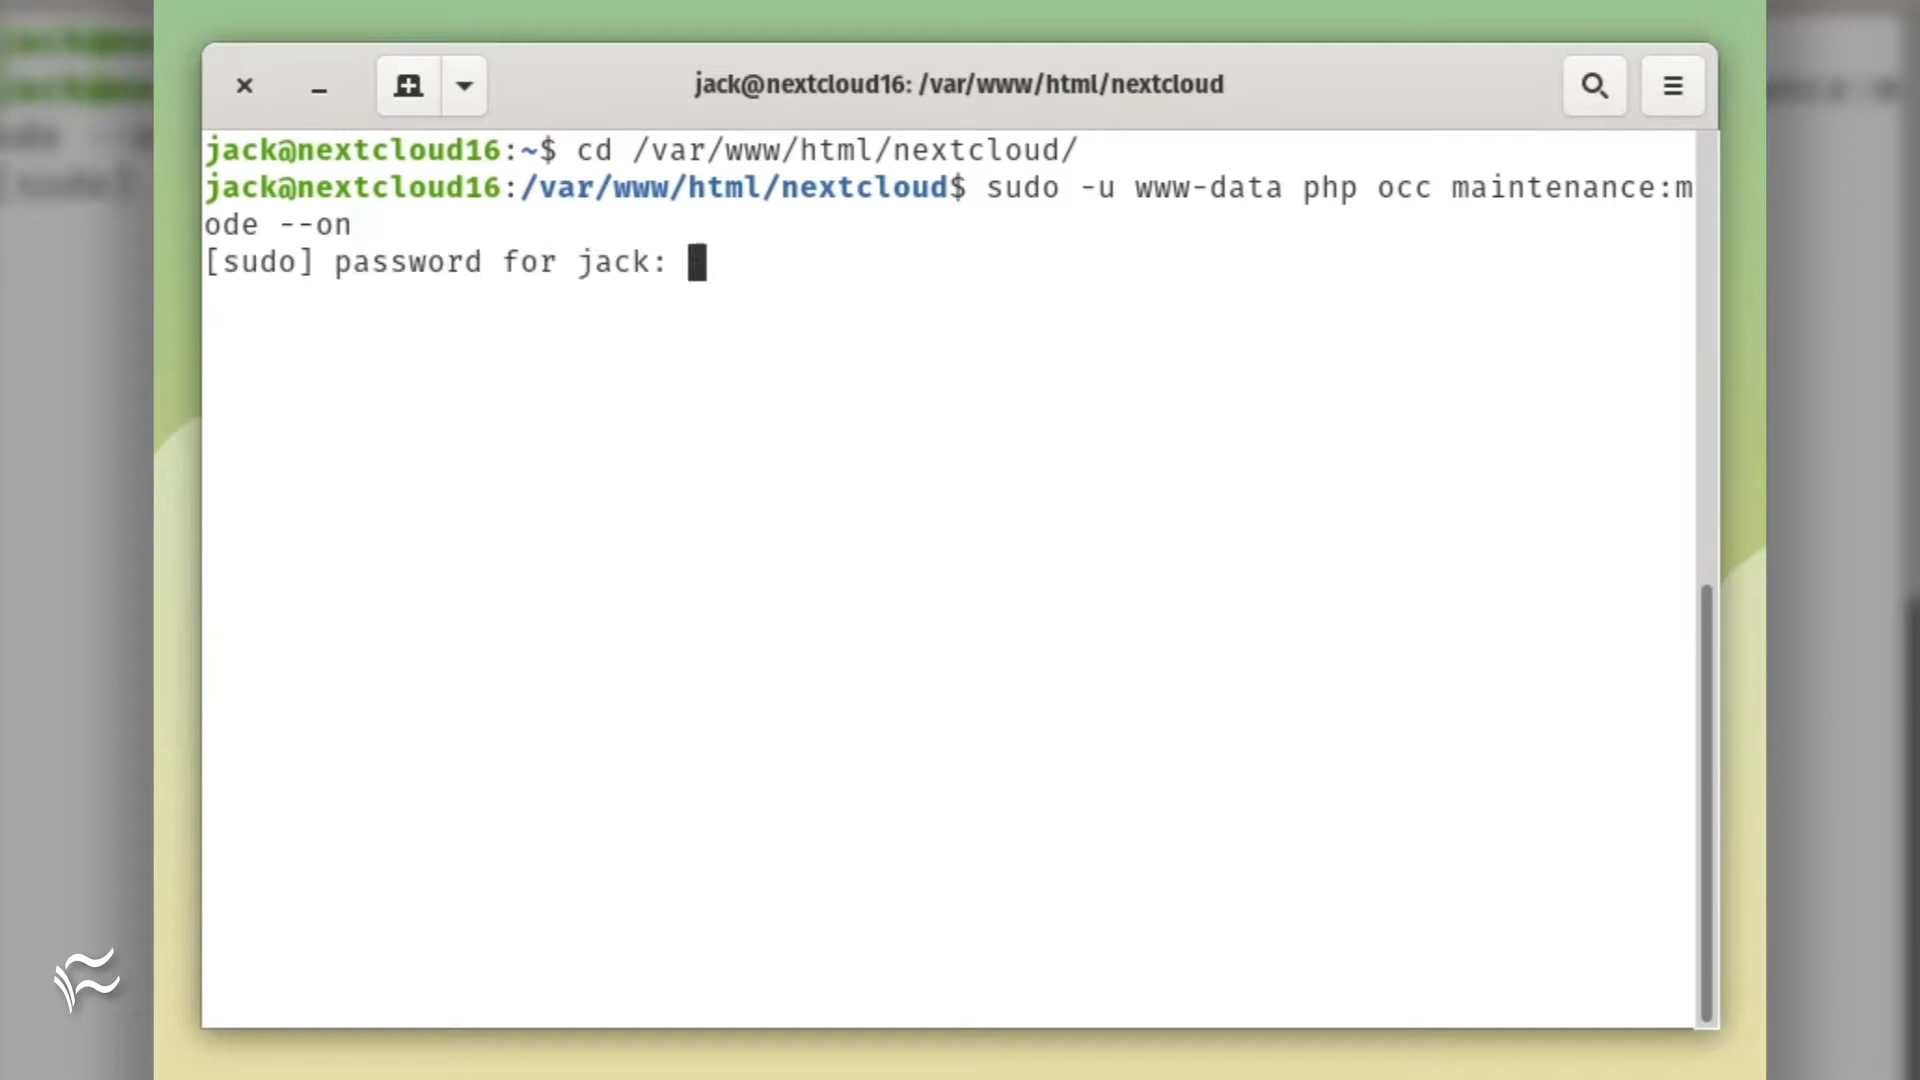 jack@nextcloud16: /var/www/html/nextcloud
jack@nextcloud16:~$ cd /var/www/html/nextcloud/
jack@nextcloud16:/var/www/html/nextcloud$ sudo -u www-data php occ maintenance:m
ode --on
[sudo] password for jack: